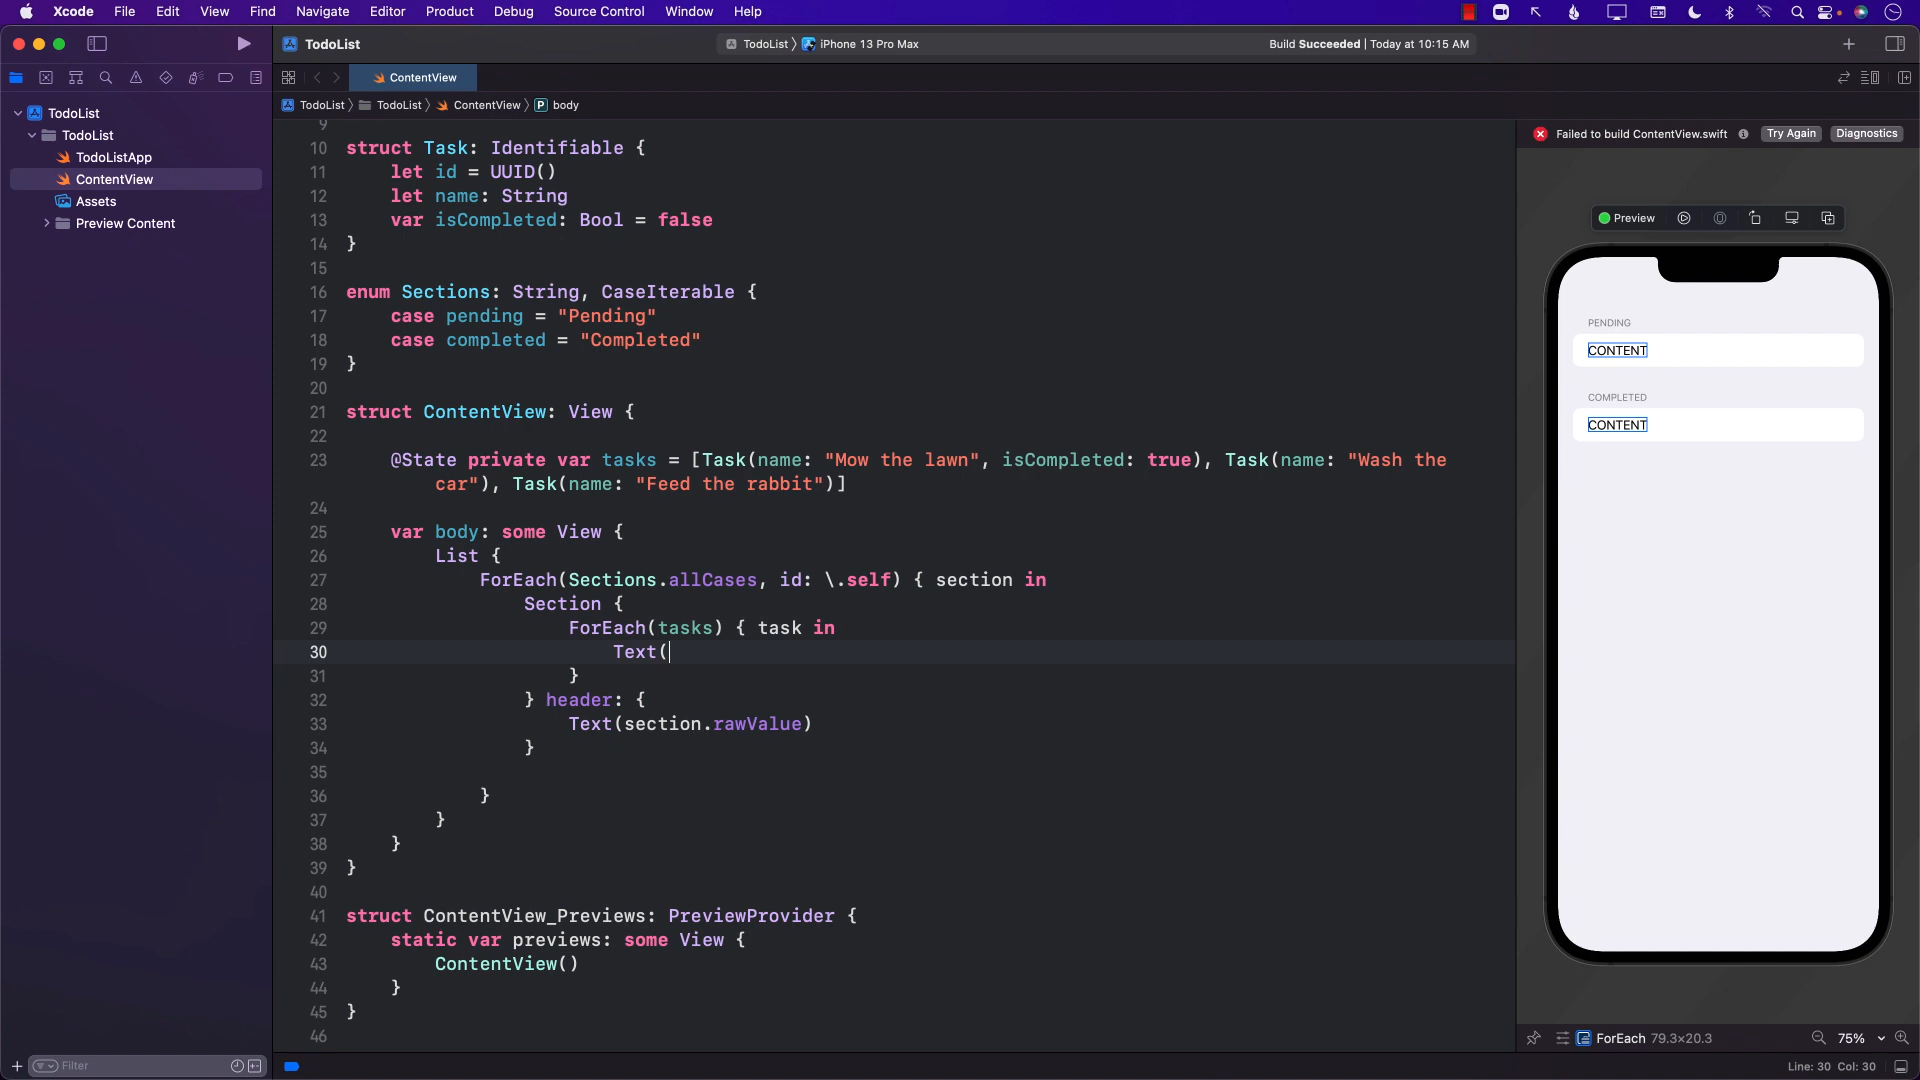 Xcode File Edit View Find Navigate Editor Product Debug Source Control Window Help
TodoList
TodoList iPhone 13 Pro Max
Build Succeeded | Today at 10:15 AM
ContentView
TodoList TodoList ContentView P body
TodoList
TodoList
TodoListApp
ContentView
Assets
Preview Content
Filter
9
10 struct Task: Identifiable {
11 let id = UUID()
12 let name: String
13 var isCompleted: Bool = false
14 }
15
16 enum Sections: String, CaseIterable {
17 case pending = "Pending"
18 case completed = "Completed"
19 }
20
21 struct ContentView: View {
22
23 @State private var tasks = [Task(name: "Mow the lawn", isCompleted: true), Task(name: "Wash the
car"), Task(name: "Feed the rabbit")]
24
25 var body: some View {
26 List {
27 ForEach(Sections.allCases, id: \.self) { section in
28 Section {
29 ForEach(tasks) { task in
30 Text(
31 }
32 } header: {
33 Text(section.rawValue)
34 }
35
36 }
37 }
38 }
39 }
40
41 struct ContentView_Previews: PreviewProvider {
42 static var previews: some View {
43 ContentView()
44 }
45 }
46
Failed to build ContentView.swift Try Again Diagnostics
Preview
PENDING
CONTENT
COMPLETED
CONTENT
ForEach 79.3×20.3
75%
Line: 30 Col: 30